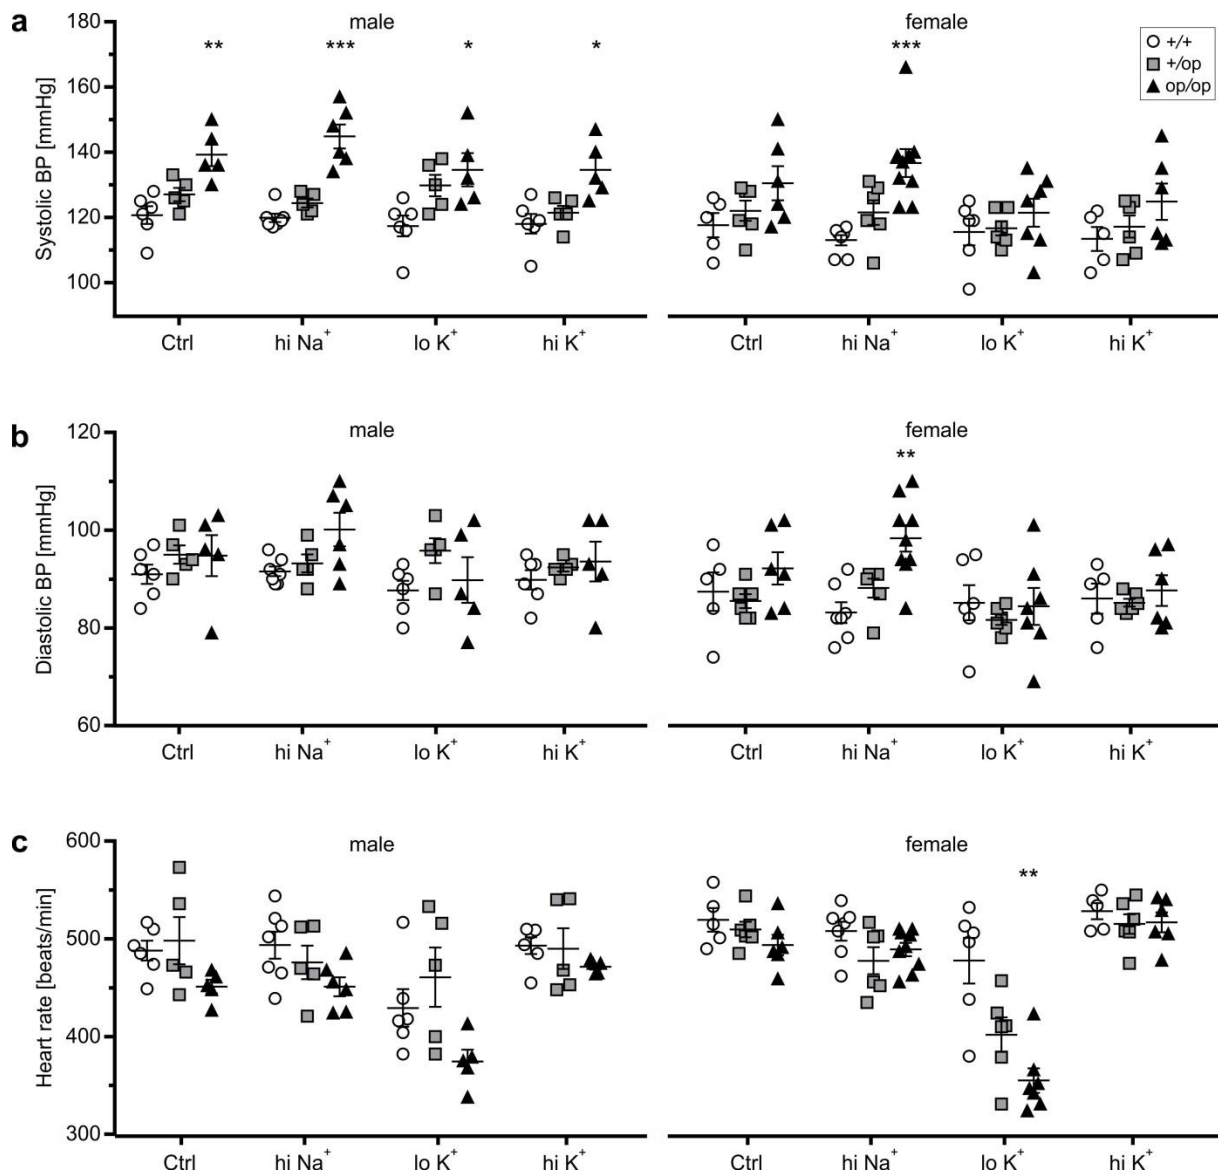 a
male
female
** *** * * ***
+/+
+/op
op/op
Systolic BP [mmHg]
180
160
140
120
100
Ctrl hi Na⁺ lo K⁺ hi K⁺ Ctrl hi Na⁺ lo K⁺ hi K⁺
b
male
female
**
Diastolic BP [mmHg]
120
100
80
60
Ctrl hi Na⁺ lo K⁺ hi K⁺ Ctrl hi Na⁺ lo K⁺ hi K⁺
c
male
female
**
Heart rate [beats/min]
600
500
400
300
Ctrl hi Na⁺ lo K⁺ hi K⁺ Ctrl hi Na⁺ lo K⁺ hi K⁺